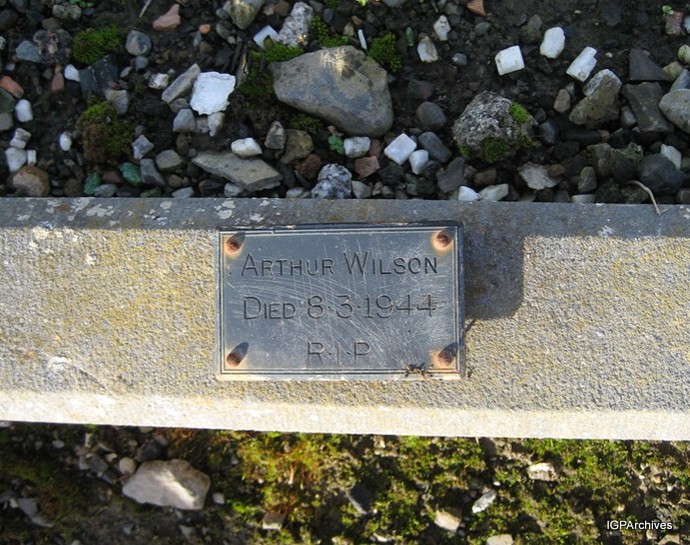 Arthur Wilson
Died 8·3·1944
R·I·P
IGPArchives